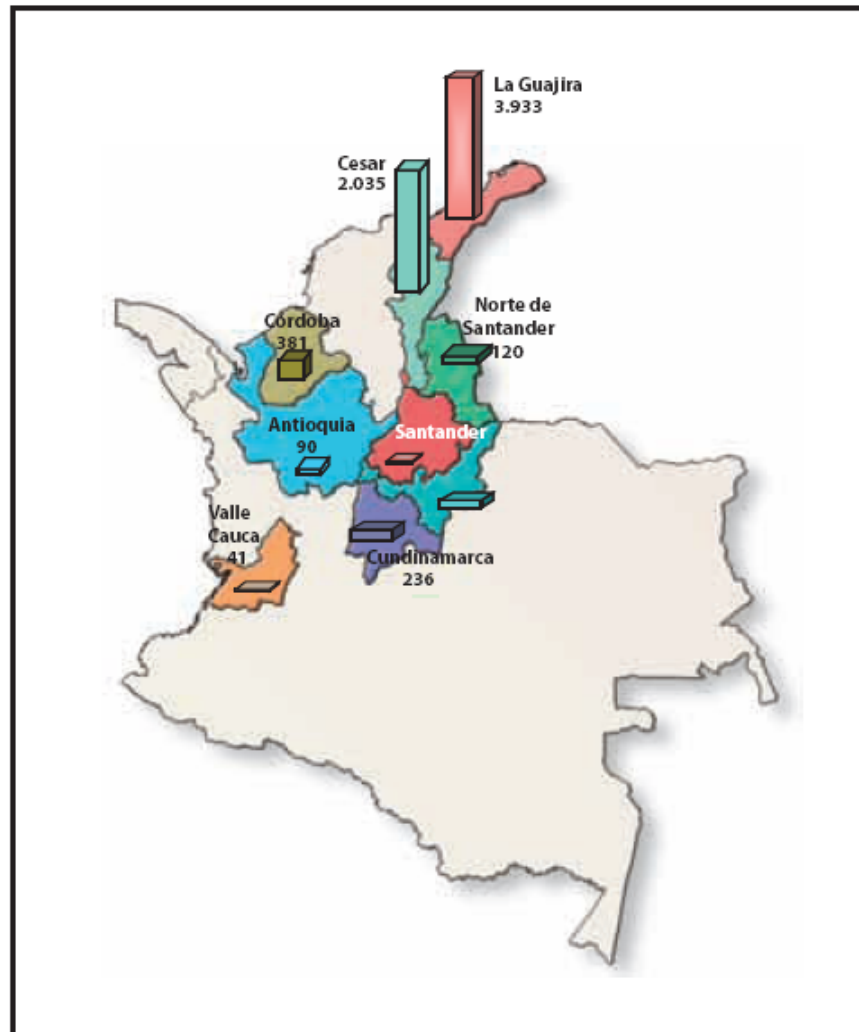 La Guajira
3.933
Cesar
2.035
Norte de
Santander
120
Córdoba
381
Antioquia
90
Santander
Valle
Cauca
41
Cundinamarca
236